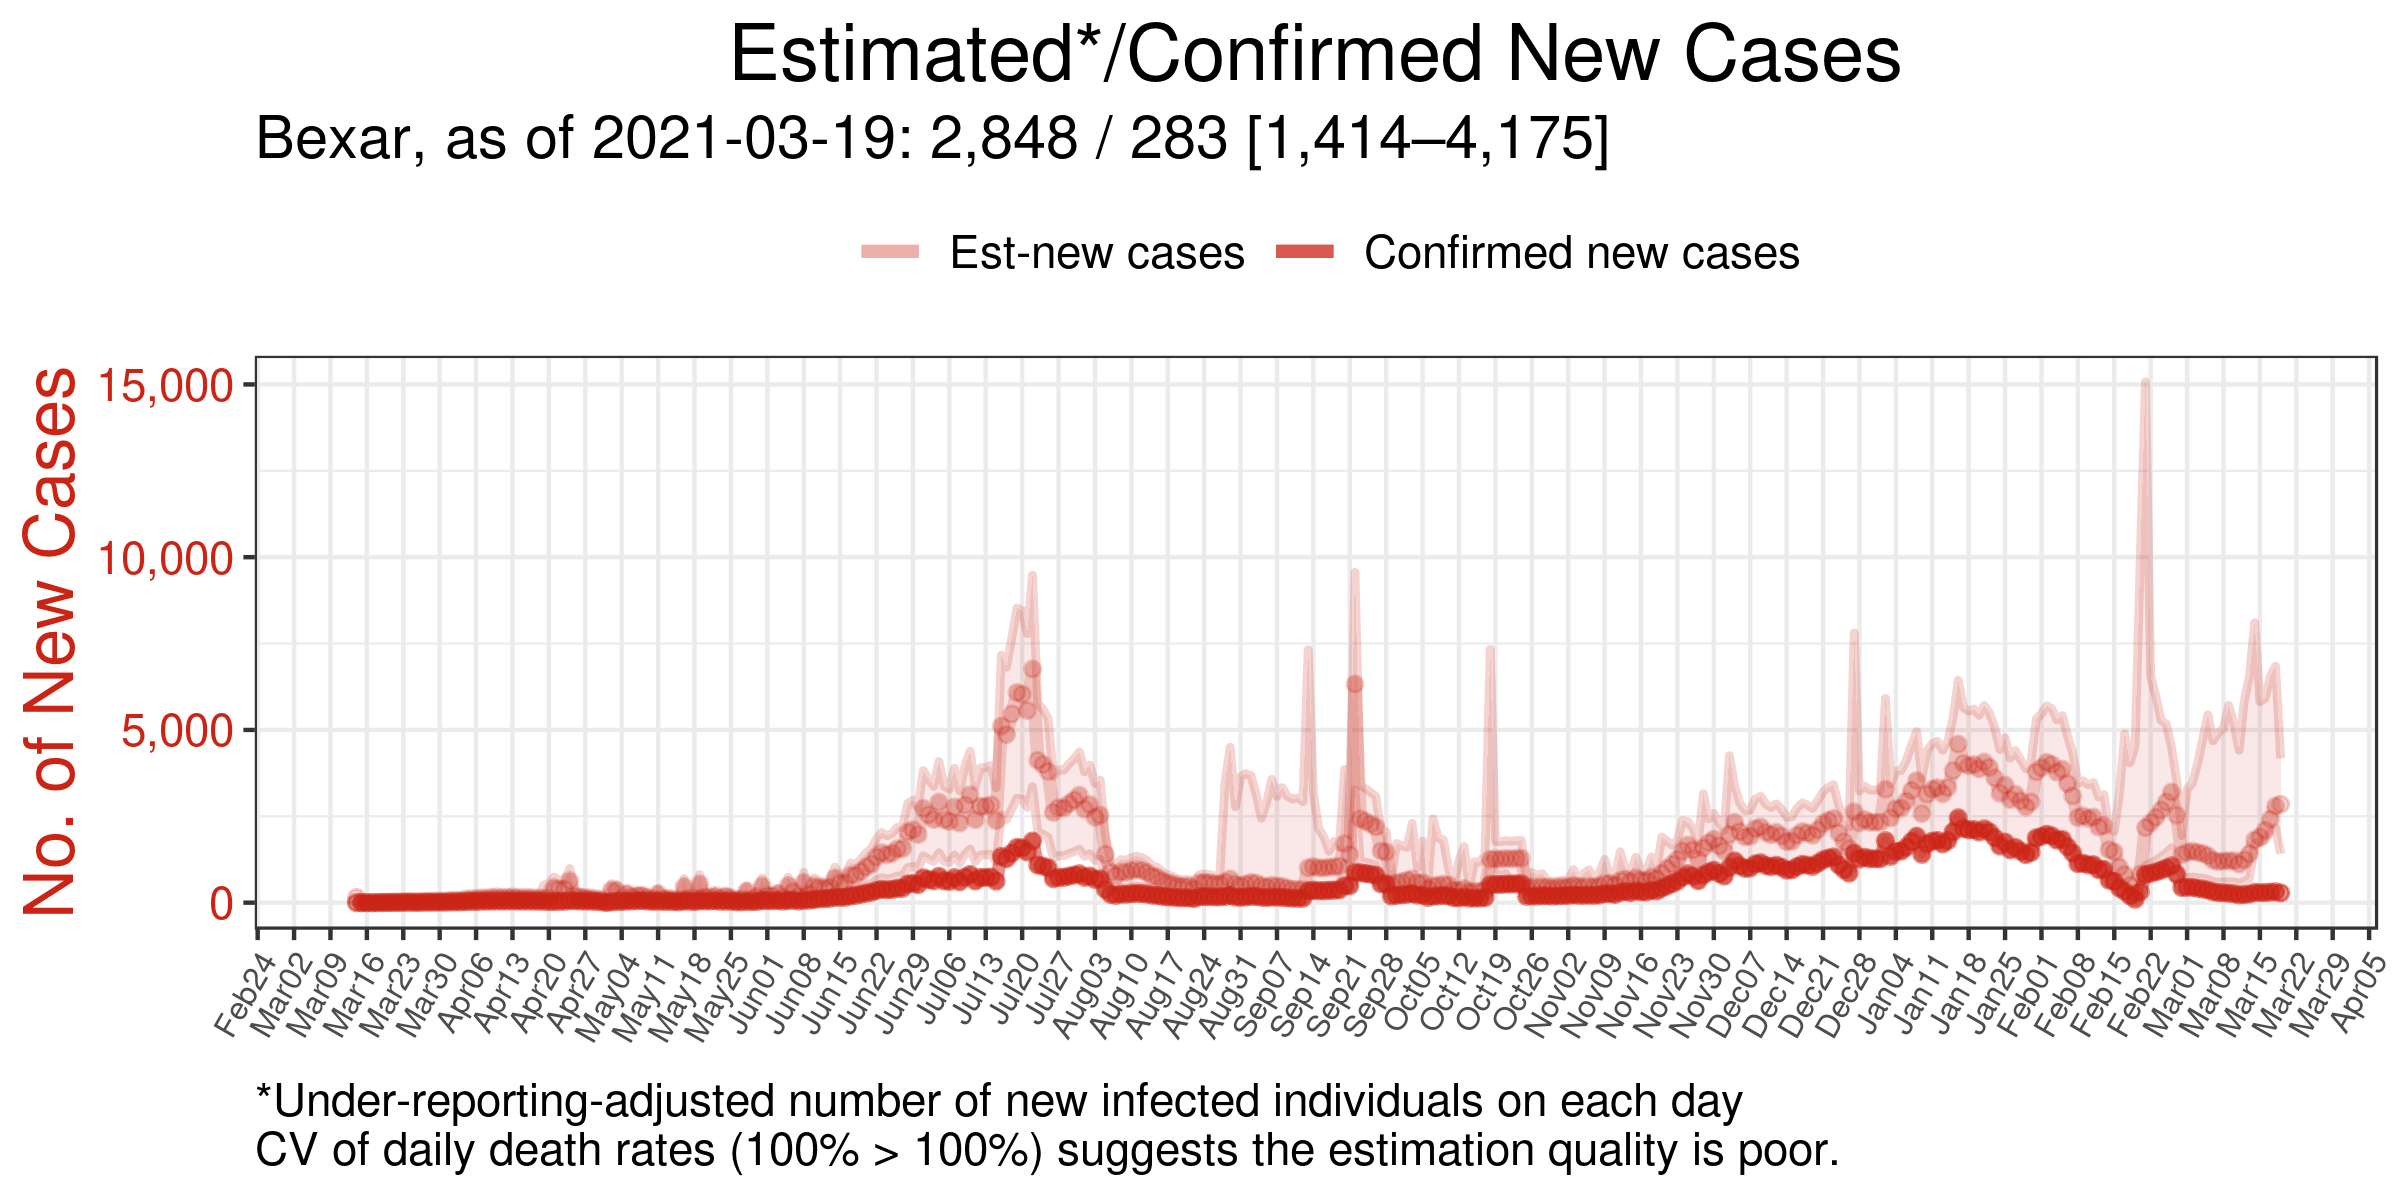 Estimated*/Confirmed New Cases
Bexar, as of 2021-03-19: 2,848 / 283 [1,414–4,175]
Est-new cases
Confirmed new cases
No. of New Cases
15,000
10,000
5,000
0
Feb24
Mar02
Mar09
Mar16
Mar23
Mar30
Apr06
Apr13
Apr20
Apr27
May04
May11
May18
May25
Jun01
Jun08
Jun15
Jun22
Jun29
Jul06
Jul13
Jul20
Jul27
Aug03
Aug10
Aug17
Aug24
Aug31
Sep07
Sep14
Sep21
Sep28
Oct05
Oct12
Oct19
Oct26
Nov02
Nov09
Nov16
Nov23
Nov30
Dec07
Dec14
Dec21
Dec28
Jan04
Jan11
Jan18
Jan25
Feb01
Feb08
Feb15
Feb22
Mar01
Mar08
Mar15
Mar22
Mar29
Apr05
*Under-reporting-adjusted number of new infected individuals on each day
CV of daily death rates (100% > 100%) suggests the estimation quality is poor.